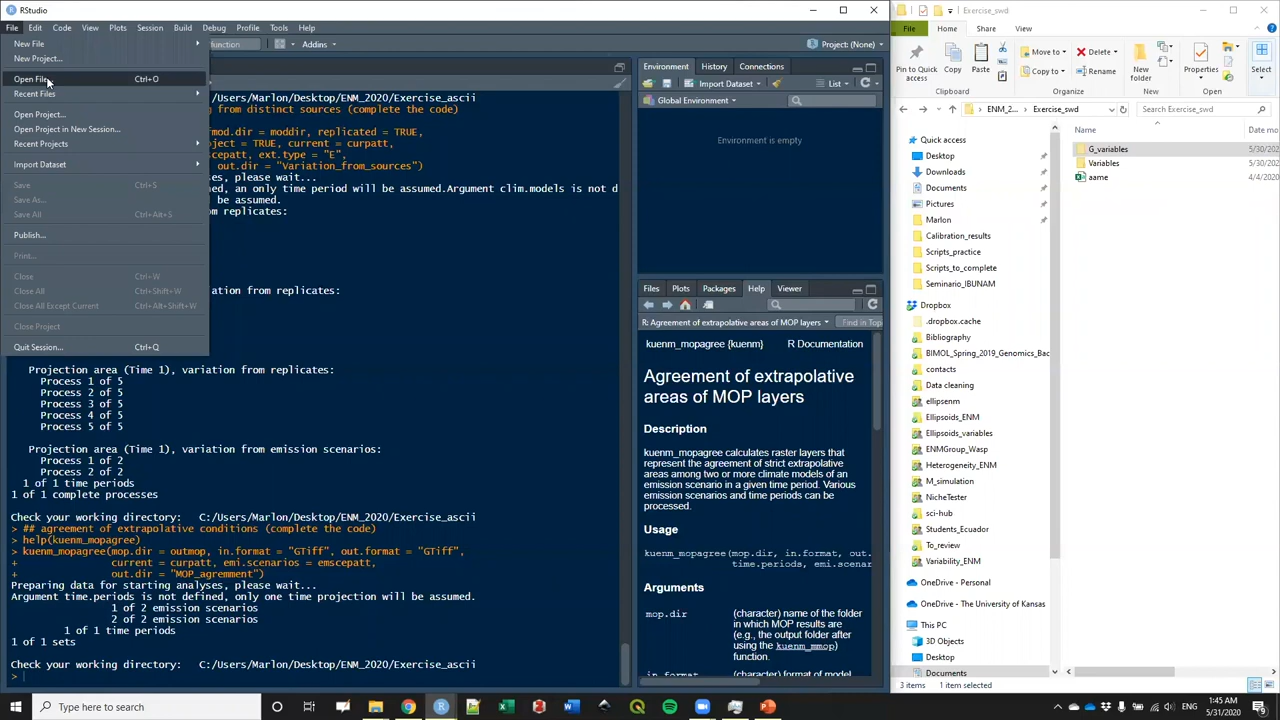 RStudio
File Edit Code View Plots Session Build Debug Profile Tools Help
New File
New Project...
Open File... Ctrl+O
Recent Files
Open Project...
Open Project in New Session...
Recent Projects
Import Dataset
Save Ctrl+S
Save As...
Save All Ctrl+Alt+S
Publish...
Print...
Close Ctrl+W
Close All Ctrl+Shift+W
Close All Except Current Ctrl+Alt+Shift+W
Close Project
Quit Session... Ctrl+Q
function Addins
Project: (None)
/Users/Marlon/Desktop/ENM_2020/Exercise_ascii
from distinct sources (complete the co
fmod.dir = moddir, replicated = TRUE,
oject = TRUE, current = curpatt,
scepatt, ext.type = "E",
out.dir = "Variation_from_sources")
es, please wait...
med, an only time period will be assumed.Argument clim.models is not d
be assumed.
rom replicates:
riation from replicates:
Projection area (Time 1), variation from replicates:
Process 1 of 5
Process 2 of 5
Process 3 of 5
Process 4 of 5
Process 5 of 5
Projection area (Time 1), variation from emission scenarios:
Process 1 of 2
Process 2 of 2
1 of 1 time periods
1 of 1 complete processes
Check your working directory: C:/Users/Marlon/Desktop/ENM_2020/Exercise_ascii
> ## agreement of extrapolative conditions (complete the code)
> help(kuenm_mopagree)
> kuenm_mopagree(mop.dir = outmop, in.format = "GTiff", out.format = "GTiff",
+ current = curpatt, emi.scenarios = emscepatt,
+ out.dir = "MOP_agremment")
Preparing data for starting analyses, please wait...
Argument time.periods is not defined, only one time projection will be assumed.
1 of 2 emission scenarios
2 of 2 emission scenarios
1 of 1 time periods
1 of 1 sets
Check your working directory: C:/Users/Marlon/Desktop/ENM_2020/Exercise_ascii
>
Environment History Connections
Import Dataset List
Global Environment
Environment is empty
Files Plots Packages Help Viewer
R: Agreement of extrapolative areas of MOP layers Find in Top
kuenm_mopagree {kuenm} R Documentation
Agreement of extrapolative
areas of MOP layers
Description
kuenm_mopagree calculates raster layers that
represent the agreement of strict extrapolative
areas among two or more climate models of an
emission scenario in a given time period. Various
emission scenarios and time periods can be
processed.
Usage
kuenm_mopagree(mop.dir, in.format, out.
time.periods, emi.scenar
Arguments
mop.dir (character) name of the folder
in which MOP results are
(e.g., the output folder after
using the kuenm_mmop)
function.
(character) format of model
Exercise_swd
File Home Share View
Pin to Quick access
Copy
Paste
Move to
Copy to
Delete
Rename
New folder
Properties
Select
Clipboard Organize New Open
ENM_2... Exercise_swd
Search Exercise_swd
Quick access
Desktop
Downloads
Documents
Pictures
Marlon
Calibration_results
Scripts_practice
Scripts_to_complete
Seminario_IBUNAM
Dropbox
.dropbox.cache
Bibliography
BIMOL_Spring_2019_Genomics_Bac
contacts
Data cleaning
ellipsenm
Ellipsoids_ENM
Ellipsoids_variables
ENMGroup_Wasp
Heterogeneity_ENM
M_simulation
NicheTester
sci-hub
Students_Ecuador
To_review
Variability_ENM
OneDrive - Personal
OneDrive - The University of Kansas
This PC
3D Objects
Desktop
Documents
Name Date mo
G_variables 5/30/202
Variables 5/30/202
aame 4/4/2020
3 items 1 item selected
Type here to search
ENG
1:45 AM
5/31/2020